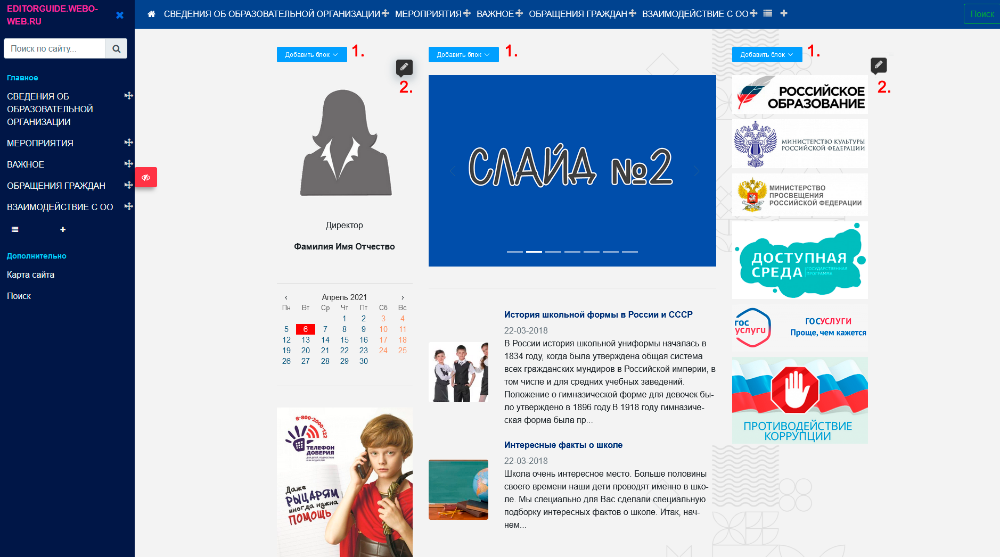 EDITORGUIDE.WEBO-
WEB.RU
Поиск по сайту...
Главное
СВЕДЕНИЯ ОБ
ОБРАЗОВАТЕЛЬНОЙ
ОРГАНИЗАЦИИ
МЕРОПРИЯТИЯ
ВАЖНОЕ
ОБРАЩЕНИЯ ГРАЖДАН
ВЗАИМОДЕЙСТВИЕ С ОО
Дополнительно
Карта сайта
Поиск
СВЕДЕНИЯ ОБ ОБРАЗОВАТЕЛЬНОЙ ОРГАНИЗАЦИИ МЕРОПРИЯТИЯ ВАЖНОЕ ОБРАЩЕНИЯ ГРАЖДАН ВЗАИМОДЕЙСТВИЕ С ОО Поиск
Добавить блок 1.
2.
Директор
Фамилия Имя Отчество
‹ Апрель 2021 ›
Пн Вт Ср Чт Пт Сб Вс
1 2 3 4
5 6 7 8 9 10 11
12 13 14 15 16 17 18
19 20 21 22 23 24 25
26 27 28 29 30
8-800-2000-122
ТЕЛЕФОН
ДОВЕРИЯ
ДЛЯ ДЕТЕЙ, ПОДРОСТКОВ
И ИХ РОДИТЕЛЕЙ
Даже
РЫЦАРЯМ
иногда нужна
ПОМОЩЬ
Добавить блок 1.
СЛАЙД №2
История школьной формы в России и СССР
22-03-2018
В России история школьной униформы началась в
1834 году, когда была утверждена общая система
всех гражданских мундиров в Российской империи, в
том числе и для средних учебных заведений.
Положение о гимназической форме для девочек бы-
ло утверждено в 1896 году.В 1918 году гимназиче-
ская форма была пр...
Интересные факты о школе
22-03-2018
Школа очень интересное место. Больше половины
своего времени наши дети проводят именно в шко-
ле. Мы специально для Вас сделали специальную
подборку интересных фактов о школе. Итак, нач-
нем...
Добавить блок 1.
2.
РОССИЙСКОЕ
ОБРАЗОВАНИЕ
МИНИСТЕРСТВО КУЛЬТУРЫ
РОССИЙСКОЙ ФЕДЕРАЦИИ
МИНИСТЕРСТВО
ПРОСВЕЩЕНИЯ
РОССИЙСКОЙ ФЕДЕРАЦИИ
ДОСТУПНАЯ
СРЕДА
ГОСУДАРСТВЕННАЯ
ПРОГРАММА
гос
услуги
ГОСУСЛУГИ
Проще, чем кажется
ПРОТИВОДЕЙСТВИЕ
КОРРУПЦИИ